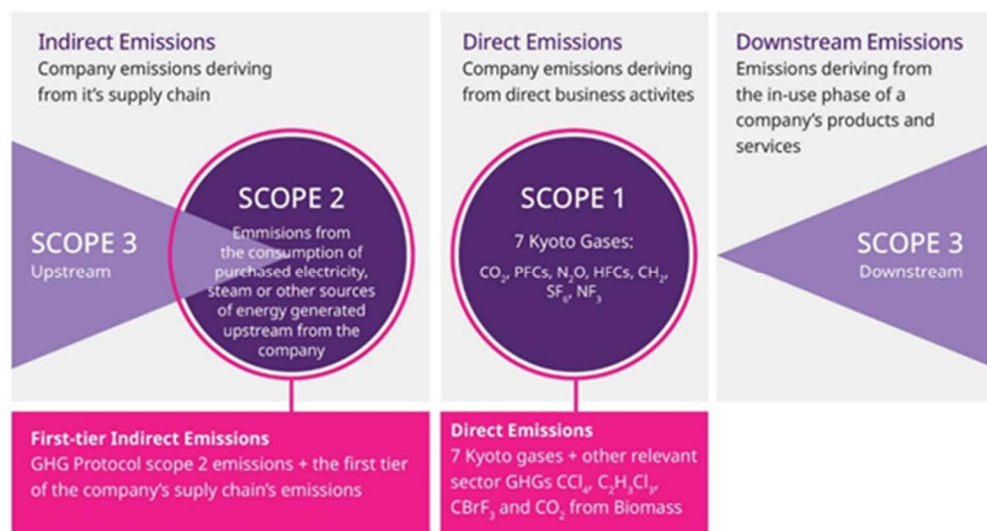 Indirect Emissions
Company emissions deriving
from it's supply chain
SCOPE 3
Upstream
SCOPE 2
Emmisions from
the consumption of
purchased electricity,
steam or other sources
of energy generated
upstream from the
company
First-tier Indirect Emissions
GHG Protocol scope 2 emissions + the first tier
of the company's suply chain's emissions
Direct Emissions
Company emissions deriving
from direct business activites
SCOPE 1
7 Kyoto Gases:
CO₂, PFCs, N₂O, HFCs, CH₂,
SF₆, NF₃
Direct Emissions
7 Kyoto gases + other relevant
sector GHGs CCl₄, C₂H₃Cl₃,
CBrF₃ and CO₂ from Biomass
Downstream Emissions
Emissions deriving from
the in-use phase of a
company's products and
services
SCOPE 3
Downstream